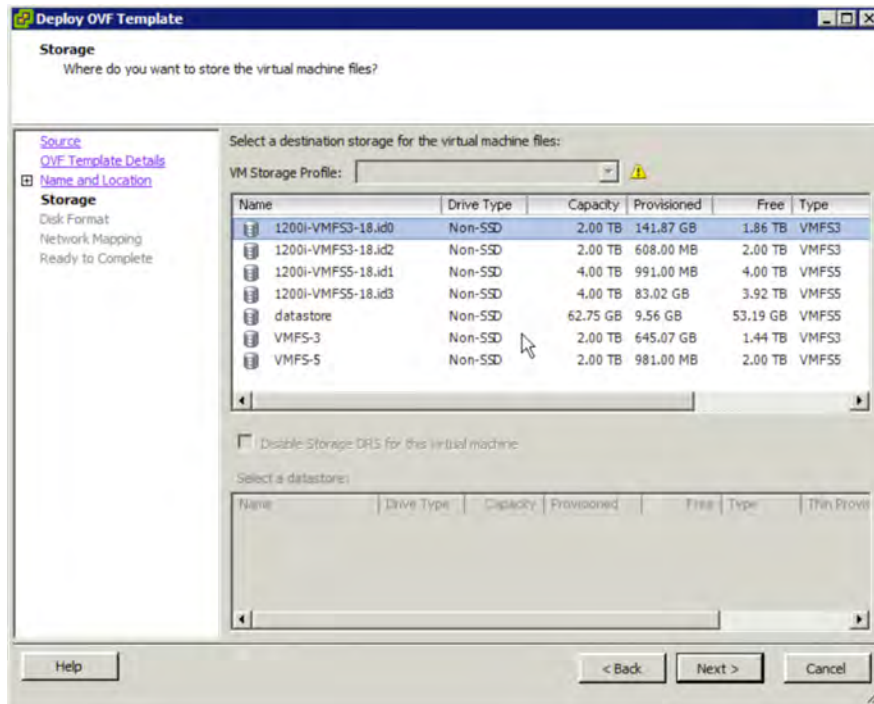 Deploy OVF Template
Storage
Where do you want to store the virtual machine files?
Source
OVF Template Details
Name and Location
Storage
Disk Format
Network Mapping
Ready to Complete
Select a destination storage for the virtual machine files:
VM Storage Profile:
Name Drive Type Capacity Provisioned Free Type
1200i-VMFS3-18.id0 Non-SSD 2.00 TB 141.87 GB 1.86 TB VMFS3
1200i-VMFS3-18.id2 Non-SSD 2.00 TB 608.00 MB 2.00 TB VMFS3
1200i-VMFS5-18.id1 Non-SSD 4.00 TB 991.00 MB 4.00 TB VMFS5
1200i-VMFS5-18.id3 Non-SSD 4.00 TB 83.02 GB 3.92 TB VMFS5
datastore Non-SSD 62.75 GB 9.56 GB 53.19 GB VMFS5
VMFS-3 Non-SSD 2.00 TB 645.07 GB 1.44 TB VMFS3
VMFS-5 Non-SSD 2.00 TB 981.00 MB 2.00 TB VMFS5
Disable Storage DRS for this virtual machine
Select a datastore:
Name Drive Type Capacity Provisioned Free Type Thin Provis
Help < Back Next > Cancel